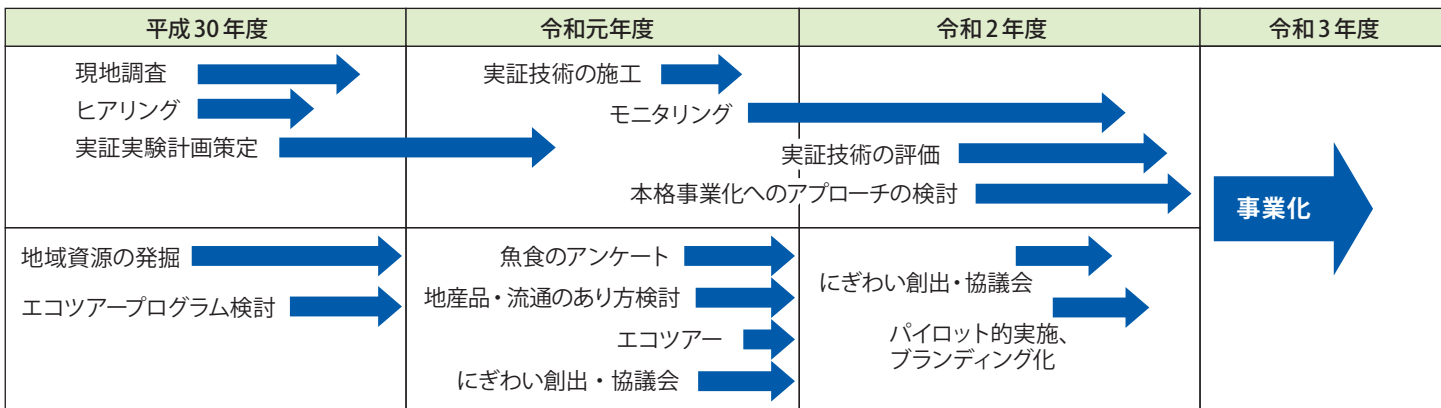 平成30年度
令和元年度
令和2年度
令和3年度
現地調査
ヒアリング
実証実験計画策定
実証技術の施工
モニタリング
実証技術の評価
本格事業化へのアプローチの検討
事業化
地域資源の発掘
エコツアープログラム検討
魚食のアンケート
地産品・流通のあり方検討
エコツアー
にぎわい創出・協議会
にぎわい創出・協議会
パイロット的実施、
ブランディング化